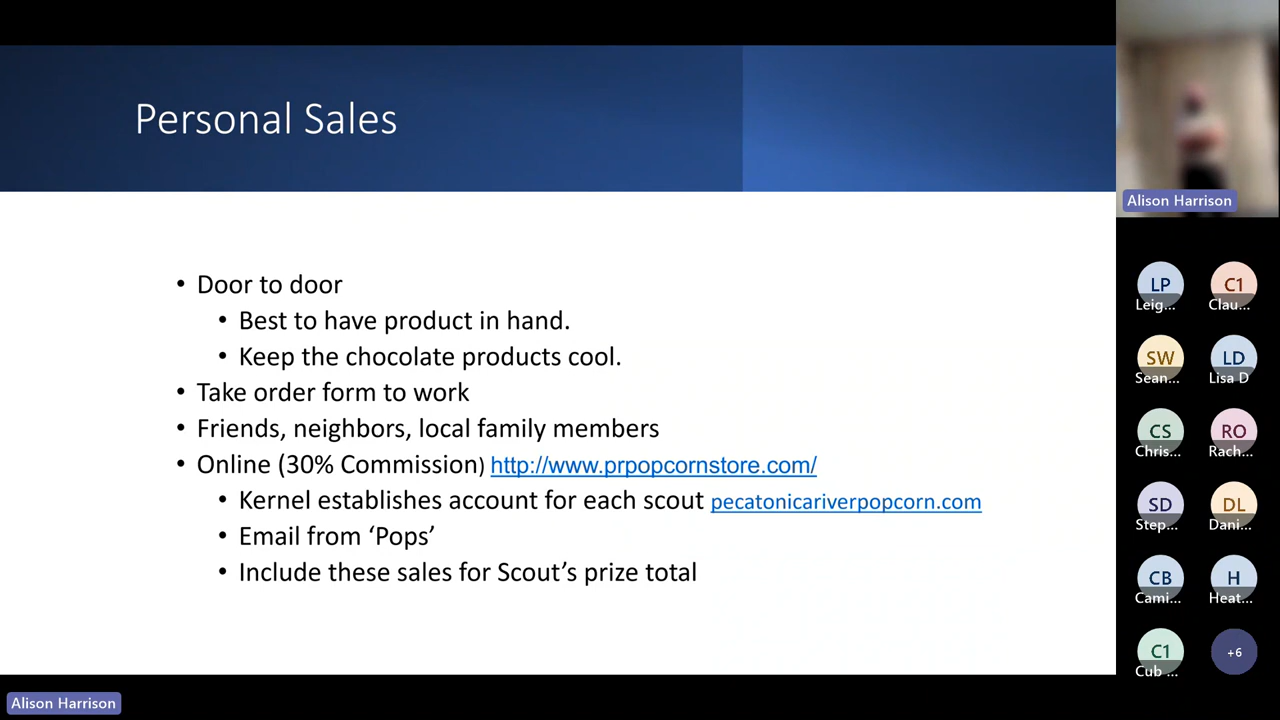 Personal Sales
• Door to door
• Best to have product in hand.
• Keep the chocolate products cool.
• Take order form to work
• Friends, neighbors, local family members
• Online (30% Commission) http://www.prpopcornstore.com/
• Kernel establishes account for each scout pecatonicariverpopcorn.com
• Email from ‘Pops’
• Include these sales for Scout’s prize total
Alison Harrison
LP C1
Leig... Clau...
SW LD
Sean... Lisa D
CS RO
Chris... Rach...
SD DL
Step... Dani...
CB H
Cami... Heat...
C1 +6
Cub ...
Alison Harrison